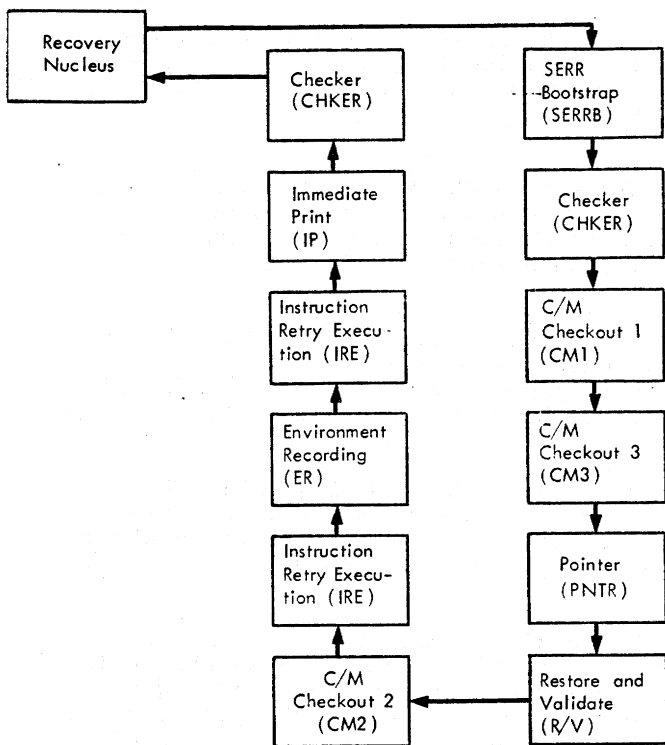 Recovery
Nucleus
SERR
Bootstrap
(SERRB)
Checker
(CHKER)
C/M
Checkout 1
(CM1)
C/M
Checkout 3
(CM3)
Pointer
(PNTR)
Restore and
Validate
(R/V)
C/M
Checkout 2
(CM2)
Instruction
Retry Execu-
tion (IRE)
Environment
Recording
(ER)
Instruction
Retry Execu-
tion (IRE)
Immediate
Print
(IP)
Checker
(CHKER)